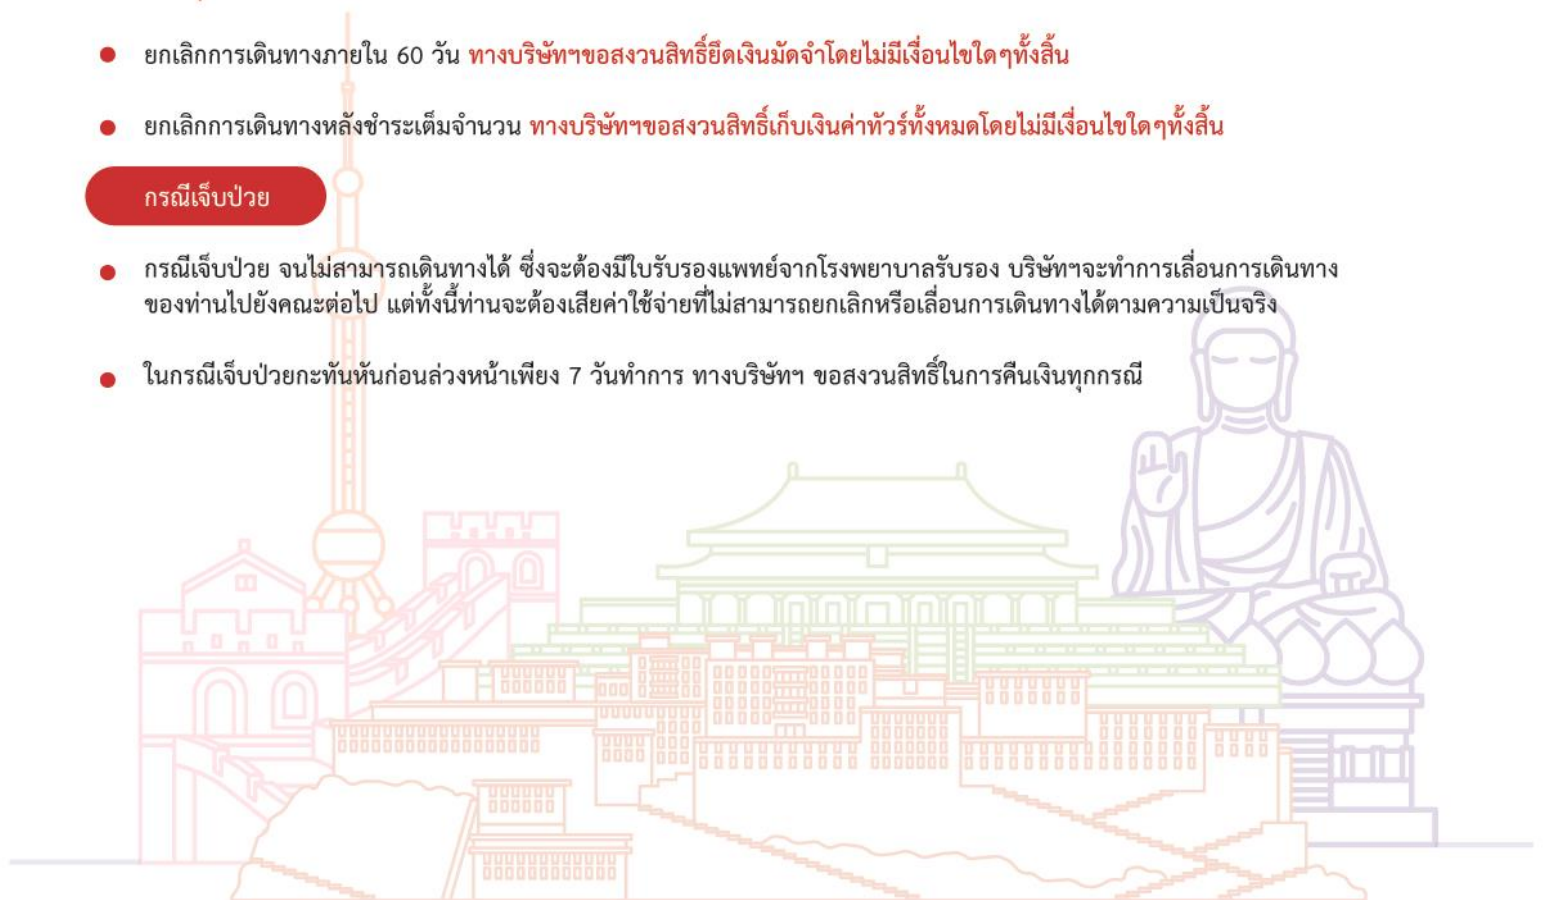 ยกเลิกการเดินทางภายใน 60 วัน ทางบริษัทฯขอสงวนสิทธิ์ยึดเงินมัดจำโดยไม่มีเงื่อนไขใดๆทั้งสิ้น
ยกเลิกการเดินทางหลังชำระเต็มจำนวน ทางบริษัทฯขอสงวนสิทธิ์เก็บเงินค่าทัวร์ทั้งหมดโดยไม่มีเงื่อนไขใดๆทั้งสิ้น
กรณีเจ็บป่วย
กรณีเจ็บป่วย จนไม่สามารถเดินทางได้ ซึ่งจะต้องมีใบรับรองแพทย์จากโรงพยาบาลรับรอง บริษัทฯจะทำการเลื่อนการเดินทาง
ของท่านไปยังคณะต่อไป แต่ทั้งนี้ท่านจะต้องเสียค่าใช้จ่ายที่ไม่สามารถยกเลิกหรือเลื่อนการเดินทางได้ตามความเป็นจริง
ในกรณีเจ็บป่วยกะทันหันก่อนล่วงหน้าเพียง 7 วันทำการ ทางบริษัทฯ ขอสงวนสิทธิ์ในการคืนเงินทุกกรณี